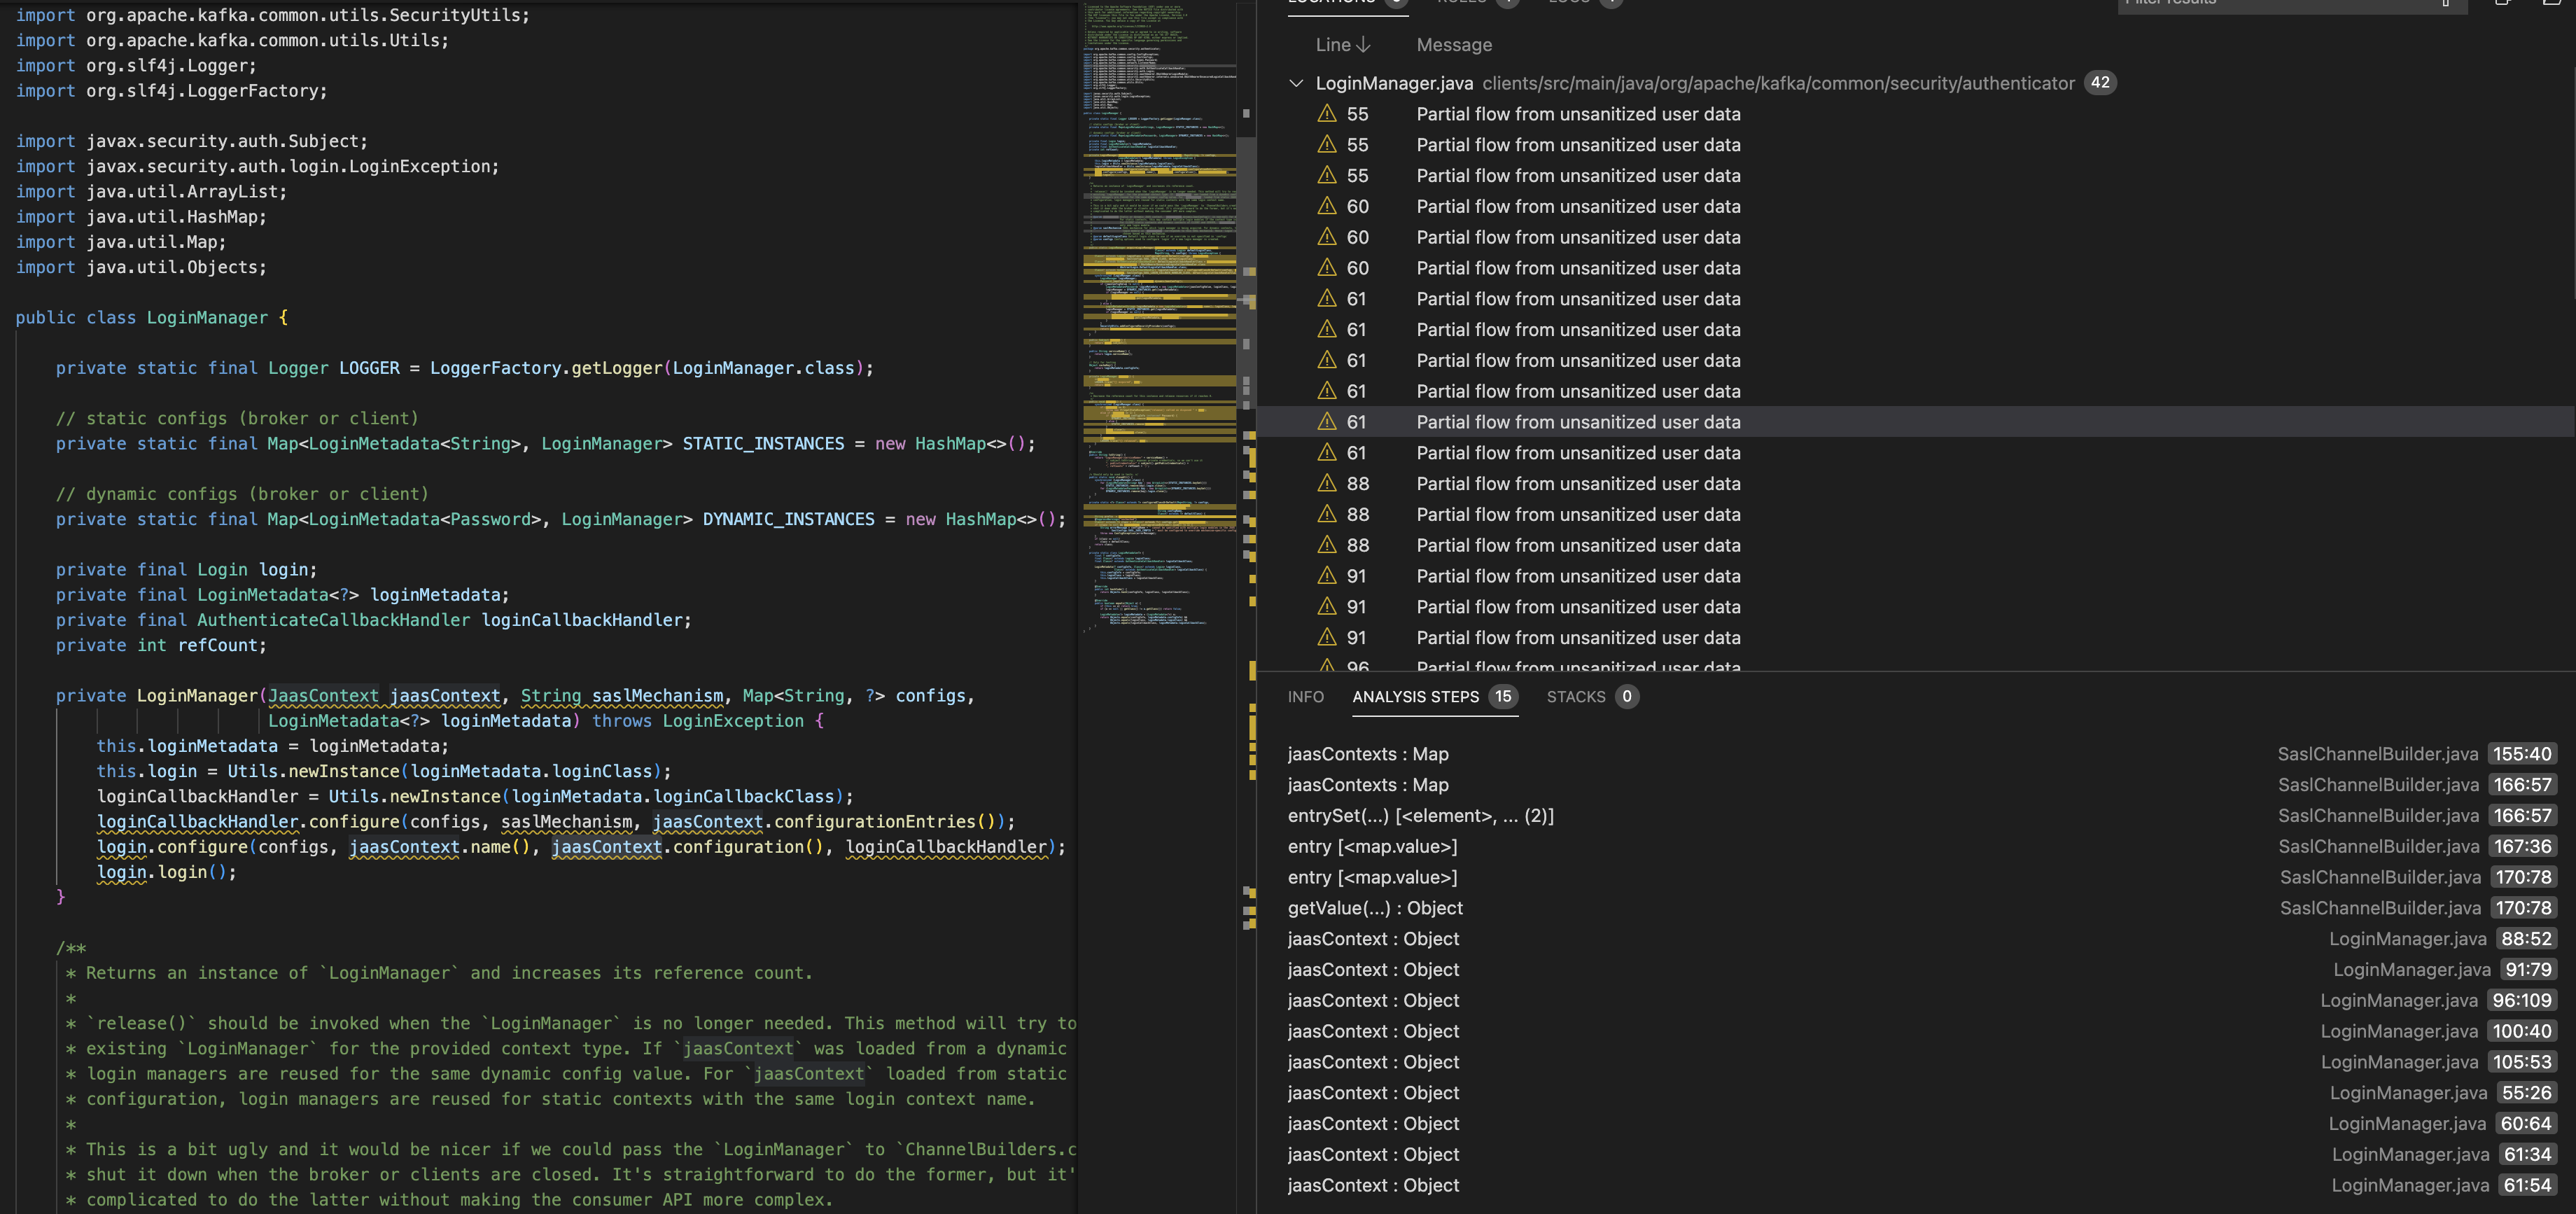 import org.apache.kafka.common.utils.SecurityUtils;
import org.apache.kafka.common.utils.Utils;
import org.slf4j.Logger;
import org.slf4j.LoggerFactory;
import javax.security.auth.Subject;
import javax.security.auth.login.LoginException;
import java.util.ArrayList;
import java.util.HashMap;
import java.util.Map;
import java.util.Objects;
public class LoginManager {
private static final Logger LOGGER = LoggerFactory.getLogger(LoginManager.class);
// static configs (broker or client)
private static final Map<LoginMetadata<String>, LoginManager> STATIC_INSTANCES = new HashMap<>();
// dynamic configs (broker or client)
private static final Map<LoginMetadata<Password>, LoginManager> DYNAMIC_INSTANCES = new HashMap<>();
private final Login login;
private final LoginMetadata<?> loginMetadata;
private final AuthenticateCallbackHandler loginCallbackHandler;
private int refCount;
private LoginManager(JaasContext jaasContext, String saslMechanism, Map<String, ?> configs,
LoginMetadata<?> loginMetadata) throws LoginException {
this.loginMetadata = loginMetadata;
this.login = Utils.newInstance(loginMetadata.loginClass);
loginCallbackHandler = Utils.newInstance(loginMetadata.loginCallbackClass);
loginCallbackHandler.configure(configs, saslMechanism, jaasContext.configurationEntries());
login.configure(configs, jaasContext.name(), jaasContext.configuration(), loginCallbackHandler);
login.login();
}
/**
* Returns an instance of `LoginManager` and increases its reference count.
*
* `release()` should be invoked when the `LoginManager` is no longer needed. This method will try to
* existing `LoginManager` for the provided context type. If `jaasContext` was loaded from a dynamic
* login managers are reused for the same dynamic config value. For `jaasContext` loaded from static
* configuration, login managers are reused for static contexts with the same login context name.
*
* This is a bit ugly and it would be nicer if we could pass the `LoginManager` to `ChannelBuilders.c
* shut it down when the broker or clients are closed. It's straightforward to do the former, but it'
* complicated to do the latter without making the consumer API more complex.
Line Message
LoginManager.java clients/src/main/java/org/apache/kafka/common/security/authenticator 42
55 Partial flow from unsanitized user data
55 Partial flow from unsanitized user data
55 Partial flow from unsanitized user data
60 Partial flow from unsanitized user data
60 Partial flow from unsanitized user data
60 Partial flow from unsanitized user data
61 Partial flow from unsanitized user data
61 Partial flow from unsanitized user data
61 Partial flow from unsanitized user data
61 Partial flow from unsanitized user data
61 Partial flow from unsanitized user data
61 Partial flow from unsanitized user data
88 Partial flow from unsanitized user data
88 Partial flow from unsanitized user data
88 Partial flow from unsanitized user data
91 Partial flow from unsanitized user data
91 Partial flow from unsanitized user data
91 Partial flow from unsanitized user data
96 Partial flow from unsanitized user data
INFO ANALYSIS STEPS 15 STACKS 0
jaasContexts : Map SaslChannelBuilder.java 155:40
jaasContexts : Map SaslChannelBuilder.java 166:57
entrySet(...) [<element>, ... (2)] SaslChannelBuilder.java 166:57
entry [<map.value>] SaslChannelBuilder.java 167:36
entry [<map.value>] SaslChannelBuilder.java 170:78
getValue(...) : Object SaslChannelBuilder.java 170:78
jaasContext : Object LoginManager.java 88:52
jaasContext : Object LoginManager.java 91:79
jaasContext : Object LoginManager.java 96:109
jaasContext : Object LoginManager.java 100:40
jaasContext : Object LoginManager.java 105:53
jaasContext : Object LoginManager.java 55:26
jaasContext : Object LoginManager.java 60:64
jaasContext : Object LoginManager.java 61:34
jaasContext : Object LoginManager.java 61:54